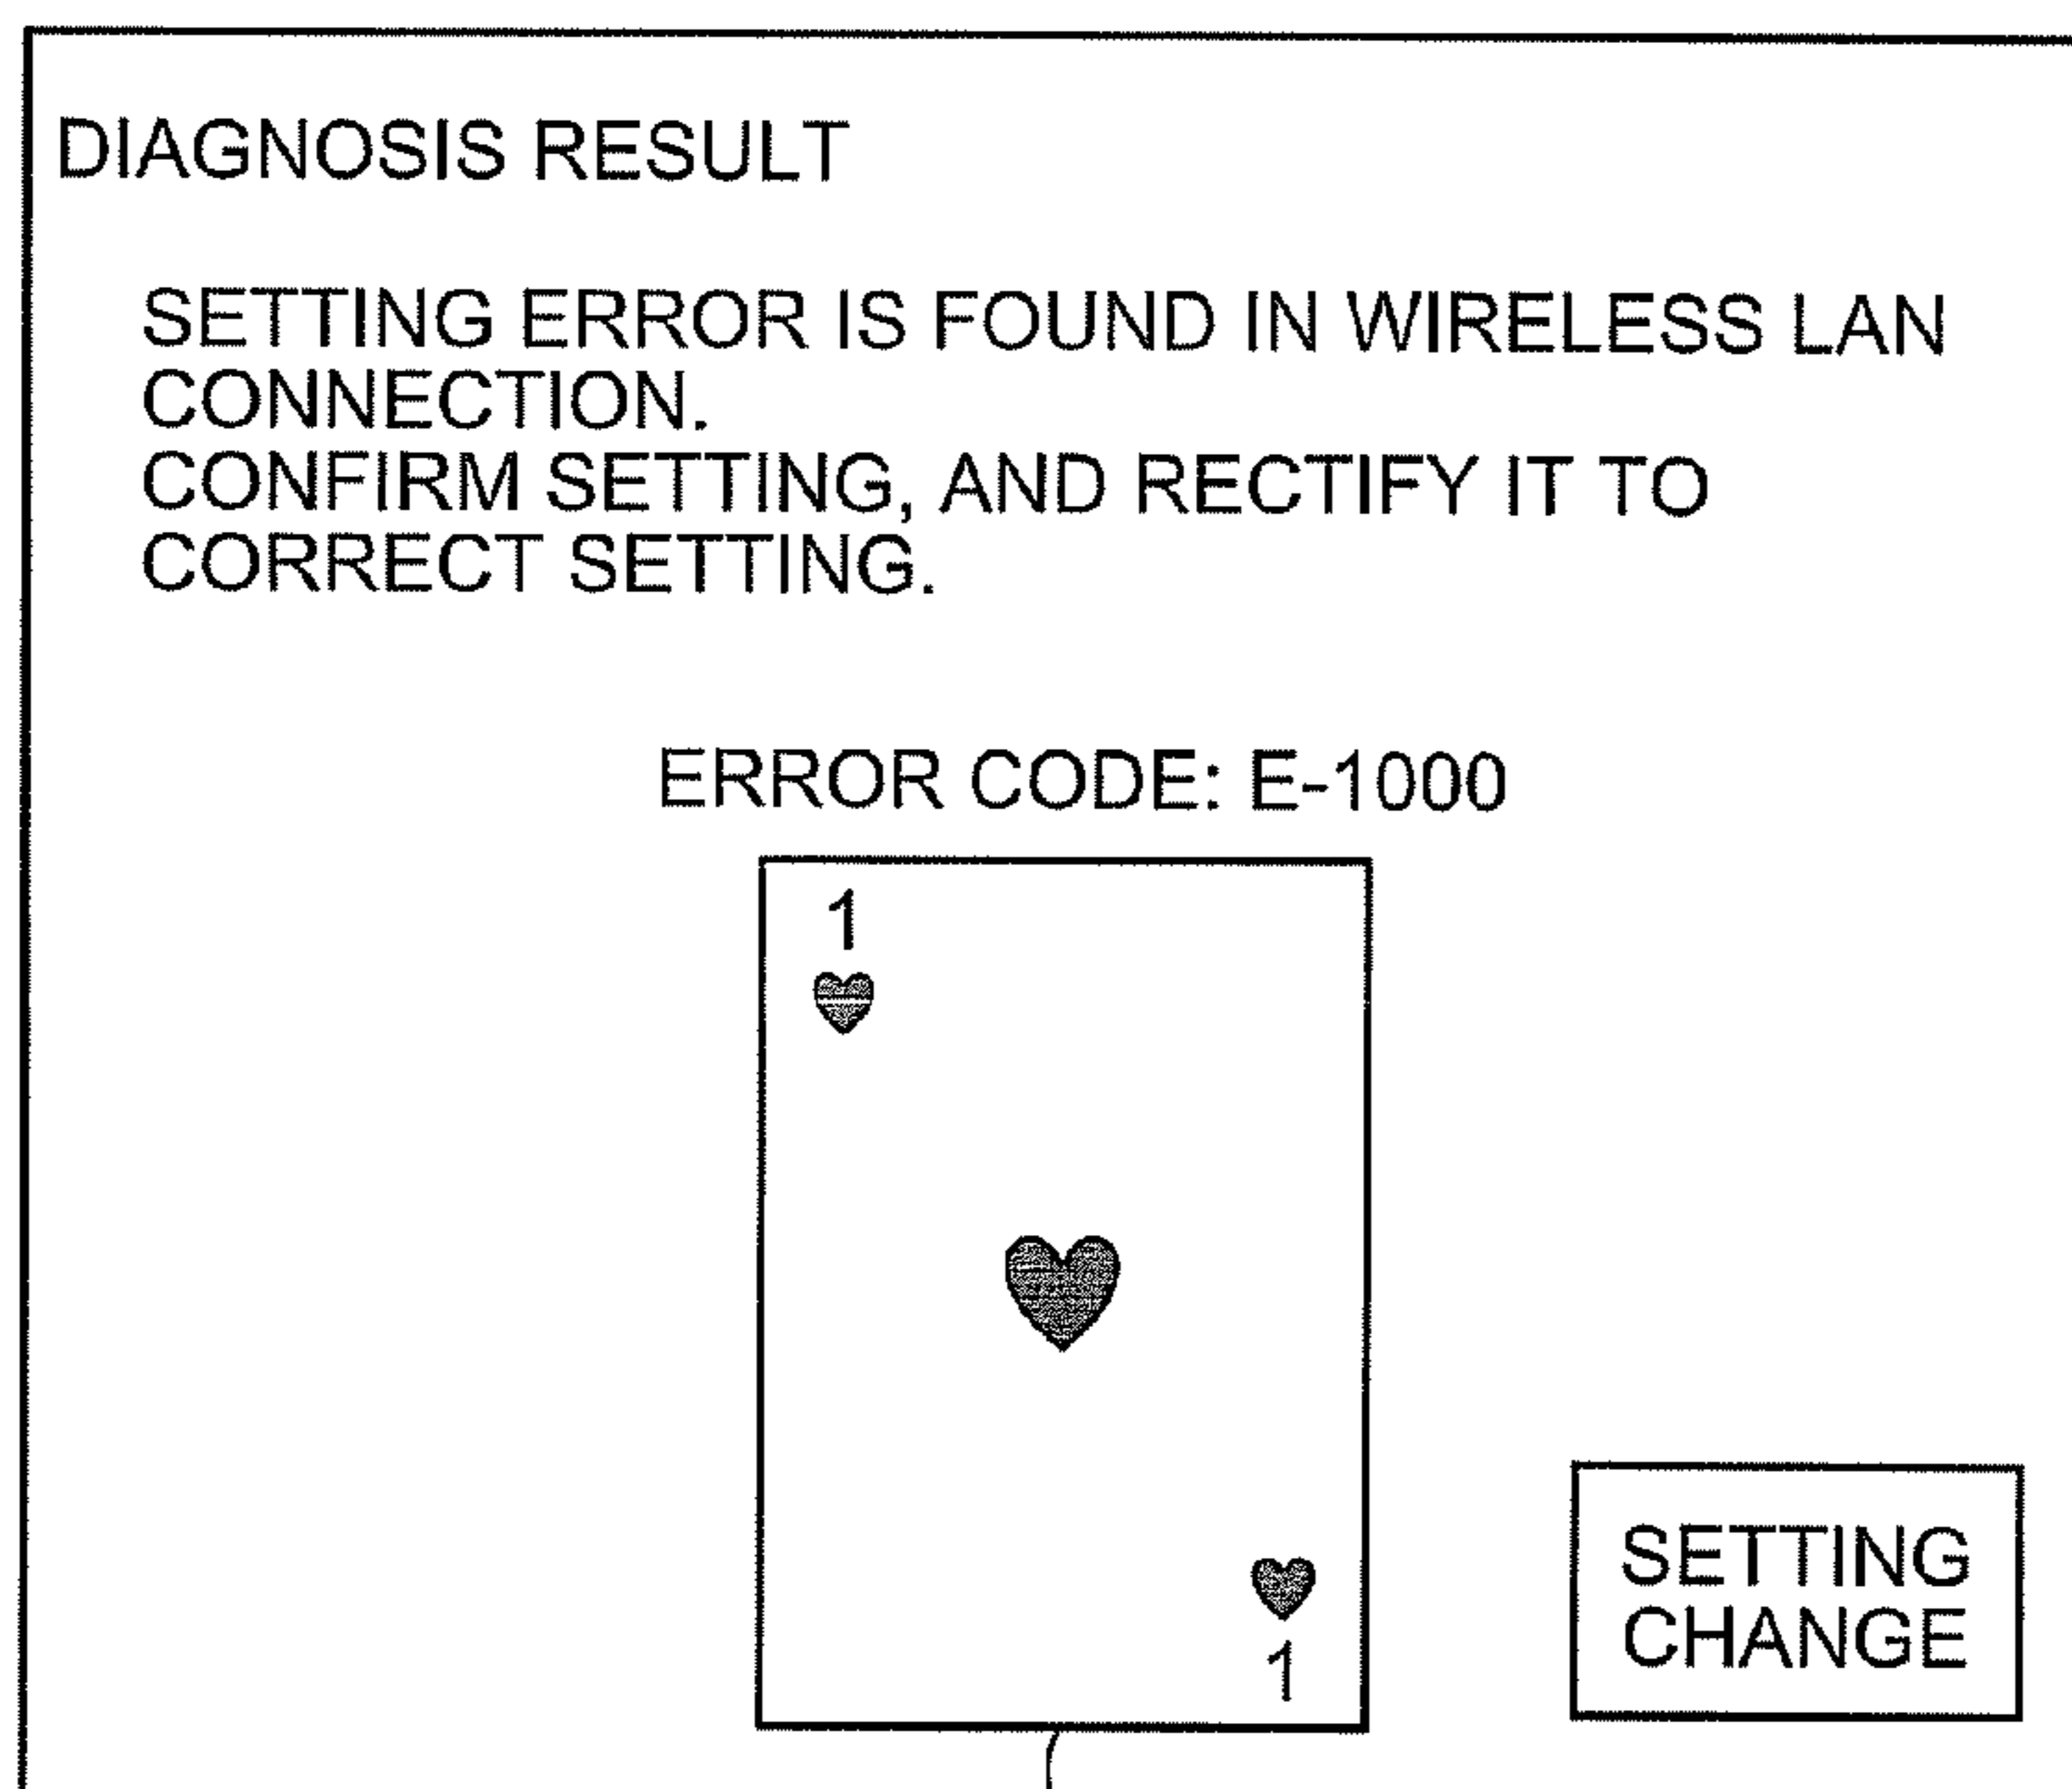 DIAGNOSIS RESULT
SETTING ERROR IS FOUND IN WIRELESS LAN
CONNECTION.
CONFIRM SETTING, AND RECTIFY IT TO
CORRECT SETTING.
ERROR CODE: E-1000
1
1
SETTING
CHANGE